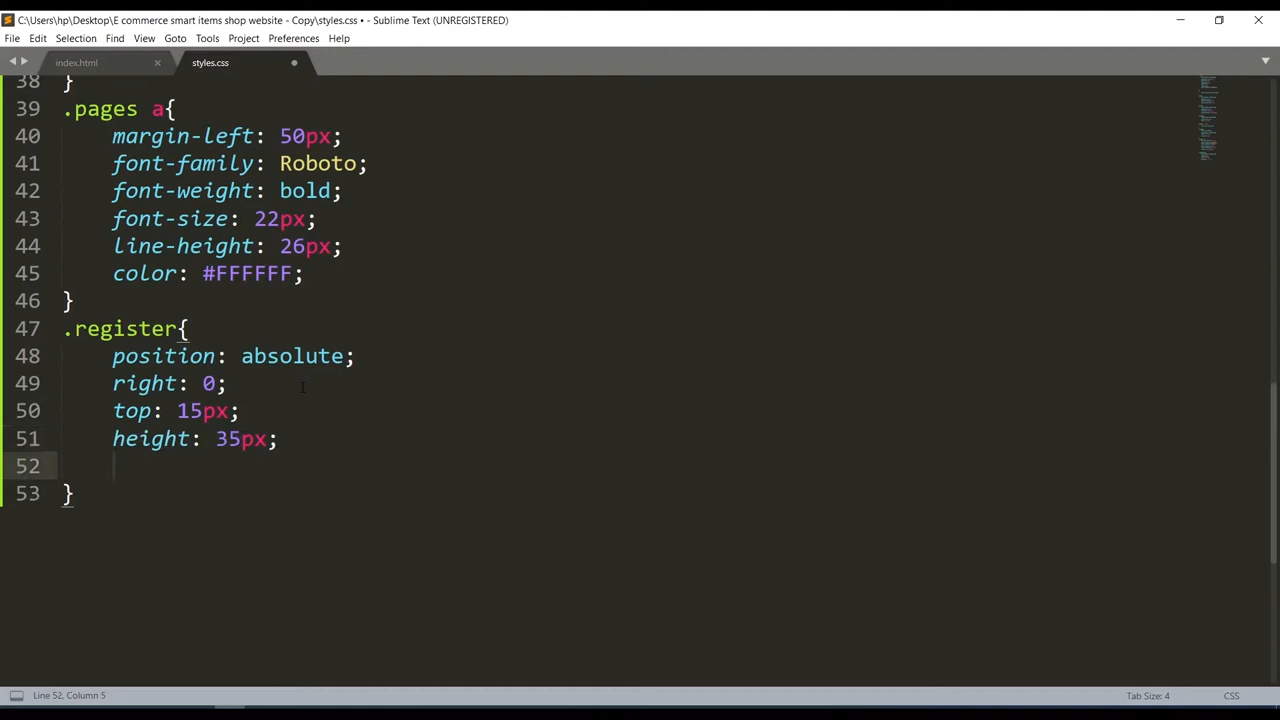 C:\Users\hp\Desktop\E commerce smart items shop website - Copy\styles.css • - Sublime Text (UNREGISTERED)
File Edit Selection Find View Goto Tools Project Preferences Help
index.html styles.css
38 }
39 .pages a{
40 margin-left: 50px;
41 font-family: Roboto;
42 font-weight: bold;
43 font-size: 22px;
44 line-height: 26px;
45 color: #FFFFFF;
46 }
47 .register{
48 position: absolute;
49 right: 0;
50 top: 15px;
51 height: 35px;
52
53 }
Line 52, Column 5 Tab Size: 4 CSS